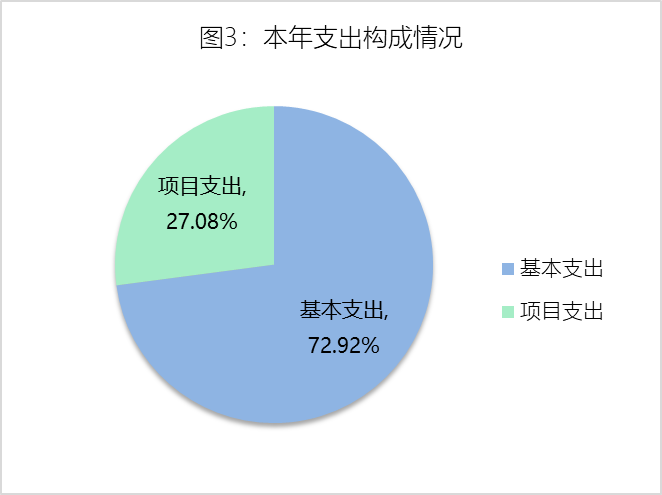 图3：本年支出构成情况
项目支出,
27.08%
基本支出,
72.92%
基本支出
项目支出